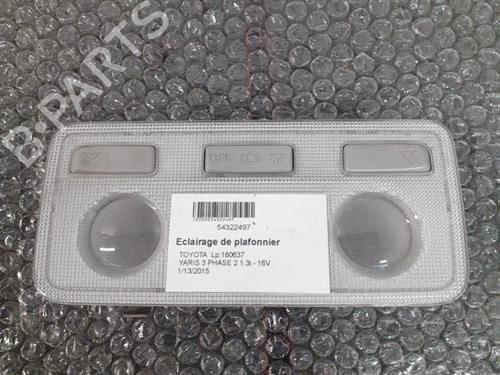 B-PARTS
OFF
1000054322497
54322497
Eclairage de plafonnier
TOYOTA Lp:180637
YARIS 3 PHASE 2 1.3i - 16V
1/13/2015